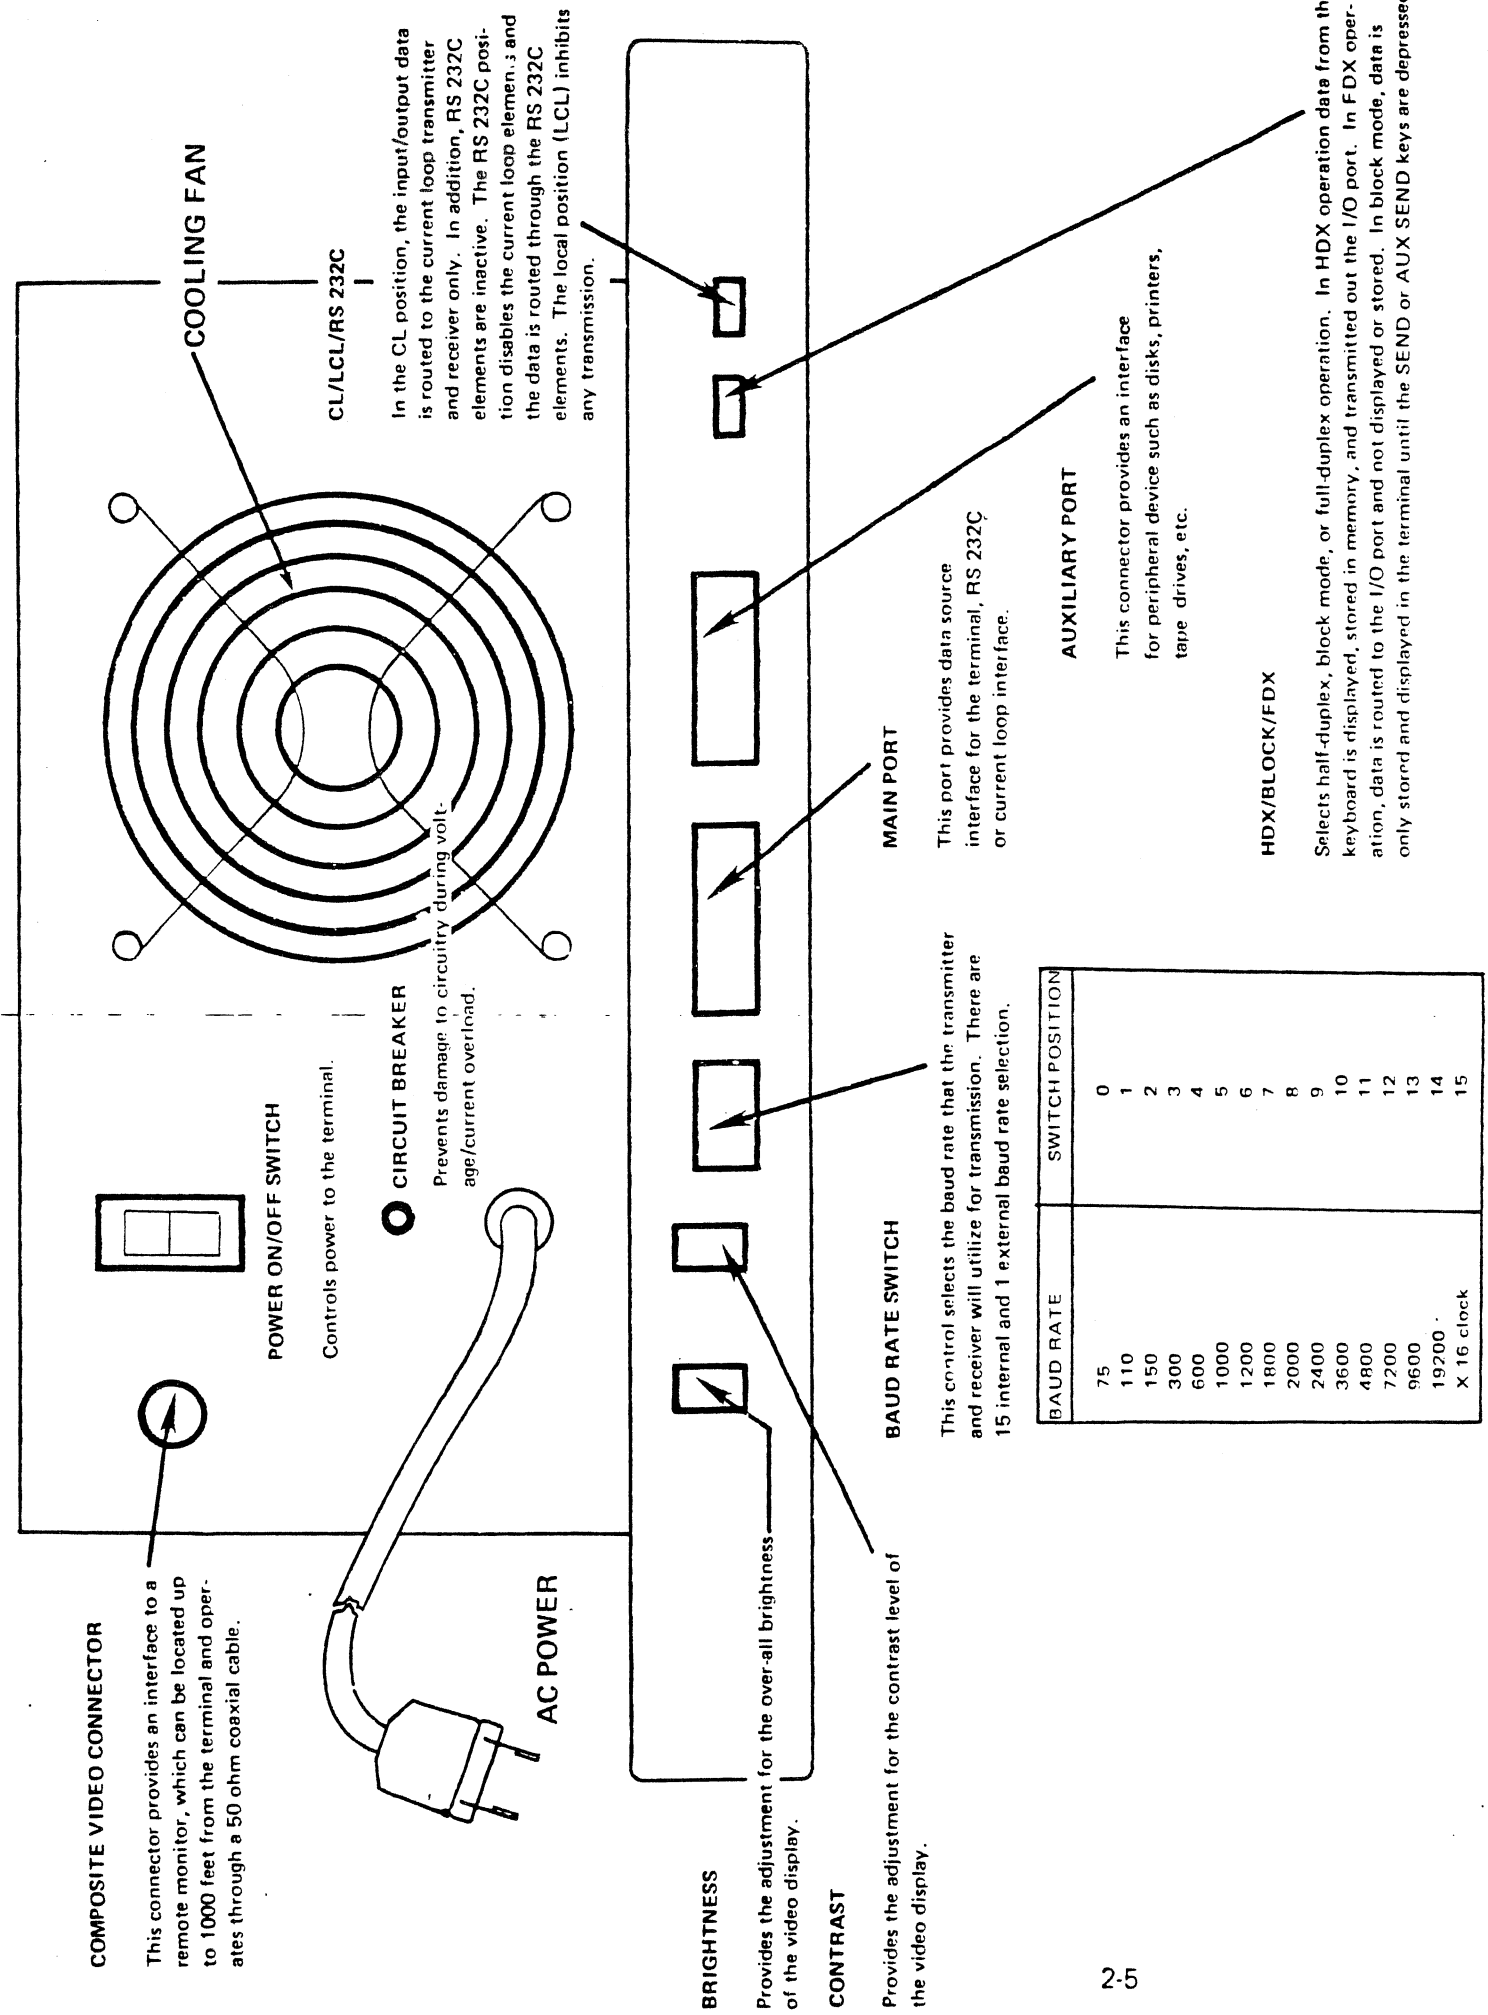 COMPOSITE VIDEO CONNECTOR
This connector provides an interface to a
remote monitor, which can be located up
to 1000 feet from the terminal and oper-
ates through a 50 ohm coaxial cable.
POWER ON/OFF SWITCH
Controls power to the terminal.
CIRCUIT BREAKER
Prevents damage to circuitry during volt-
age/current overload.
COOLING FAN
CL/LCL/RS 232C
In the CL position, the input/output data
is routed to the current loop transmitter
and receiver only. In addition, RS 232C
elements are inactive. The RS 232C posi-
tion disables the current loop elements and
the data is routed through the RS 232C
elements. The local position (LCL) inhibits
any transmission.
AC POWER
BRIGHTNESS
Provides the adjustment for the over-all brightness
of the video display.
CONTRAST
Provides the adjustment for the contrast level of
the video display.
BAUD RATE SWITCH
This control selects the baud rate that the transmitter
and receiver will utilize for transmission. There are
15 internal and 1 external baud rate selection.
BAUD RATE SWITCH POSITION
75 0
110 1
150 2
300 3
600 4
1000 5
1200 6
1800 7
2000 8
2400 9
3600 10
4800 11
7200 12
9600 13
19200 14
X 16 clock 15
MAIN PORT
This port provides data source
interface for the terminal, RS 232C,
or current loop interface.
AUXILIARY PORT
This connector provides an interface
for peripheral device such as disks, printers,
tape drives, etc.
HDX/BLOCK/FDX
Selects half-duplex, block mode, or full-duplex operation. In HDX operation data from th
keyboard is displayed, stored in memory, and transmitted out the I/O port. In FDX oper-
ation, data is routed to the I/O port and not displayed or stored. In block mode, data is
only stored and displayed in the terminal until the SEND or AUX SEND keys are depressed
2-5